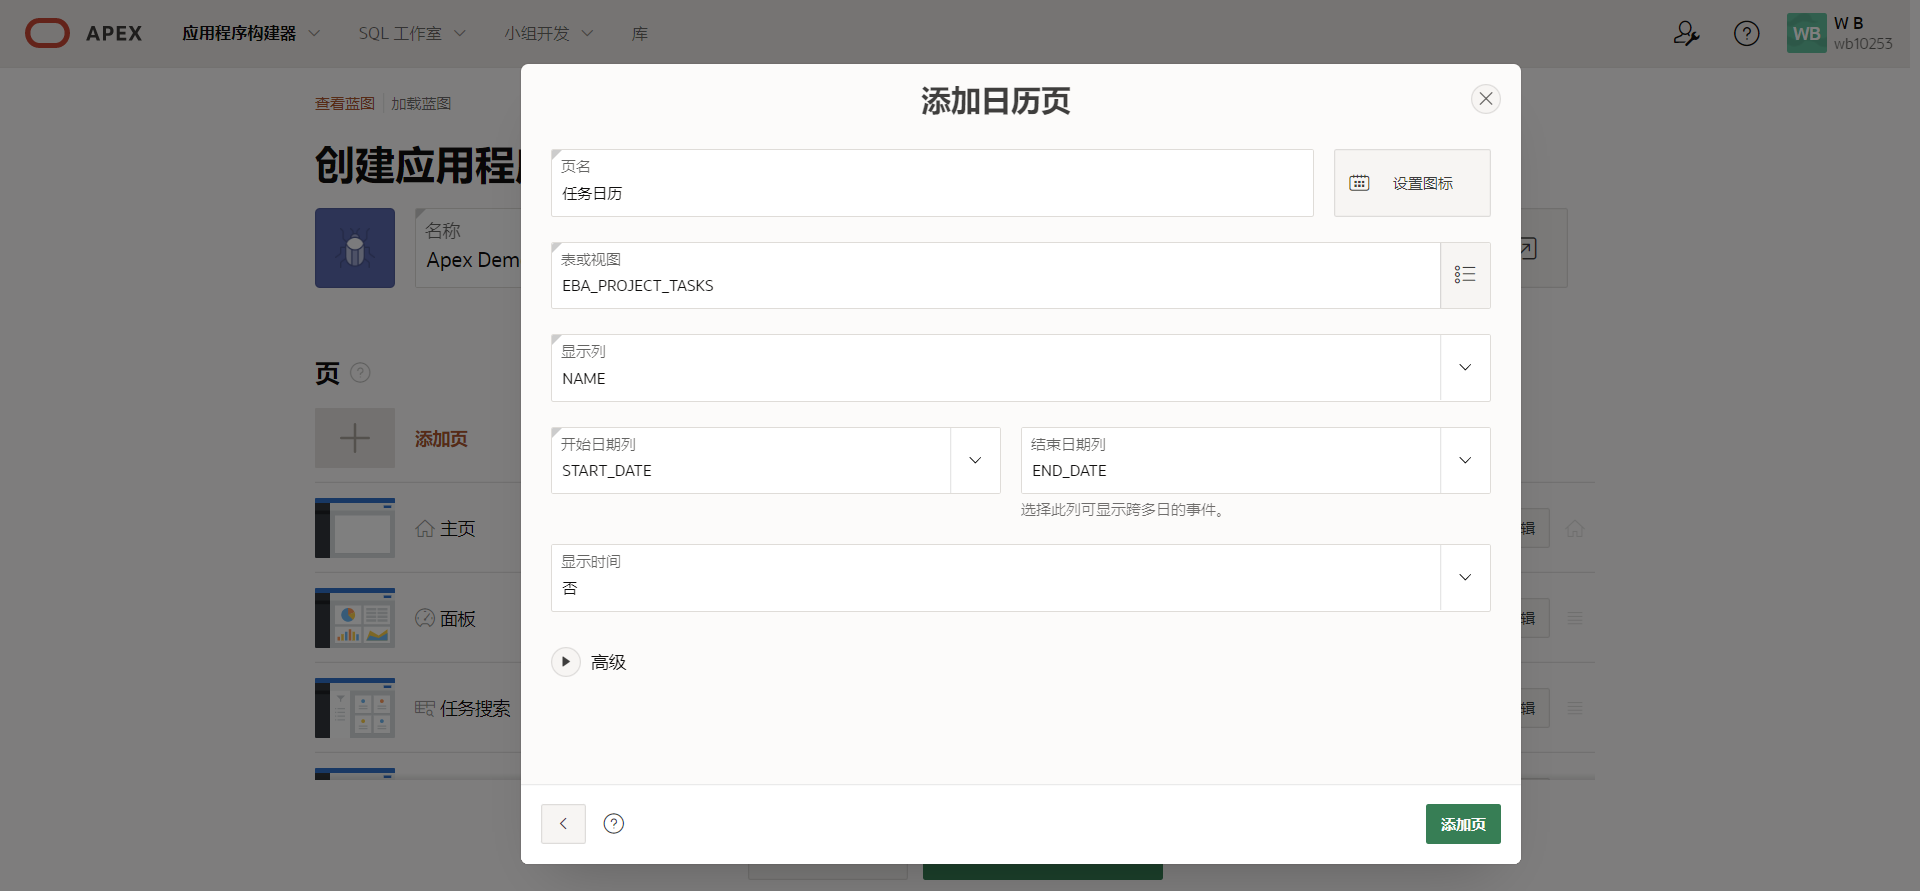 APEX
应用程序构建器
SQL 工作室
小组开发
库
WB
W B
wb10253
查看蓝图
加载蓝图
创建应用程
名称
Apex Dem
页
添加页
主页
面板
任务搜索
辑
辑
辑
添加日历页
页名
任务日历
设置图标
表或视图
EBA_PROJECT_TASKS
显示列
NAME
开始日期列
START_DATE
结束日期列
END_DATE
选择此列可显示跨多日的事件。
显示时间
否
高级
添加页